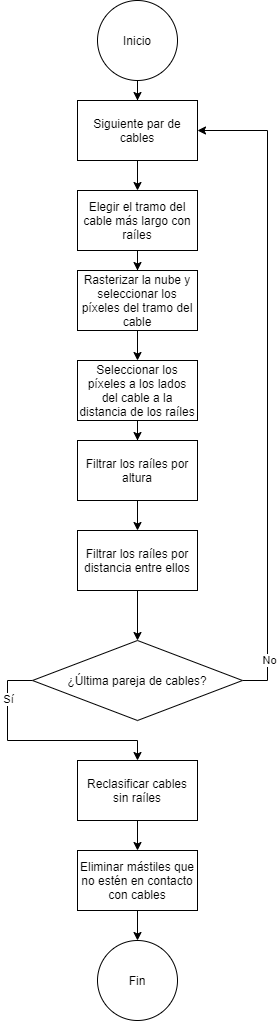 Inicio
Siguiente par de
cables
Elegir el tramo del
cable más largo con
raíles
Rasterizar la nube y
seleccionar los
píxeles del tramo del
cable
Seleccionar los
píxeles a los lados
del cable a la
distancia de los raíles
Filtrar los raíles por
altura
Filtrar los raíles por
distancia entre ellos
¿Última pareja de cables?
No
Sí
Reclasificar cables
sin raíles
Eliminar mástiles que
no estén en contacto
con cables
Fin